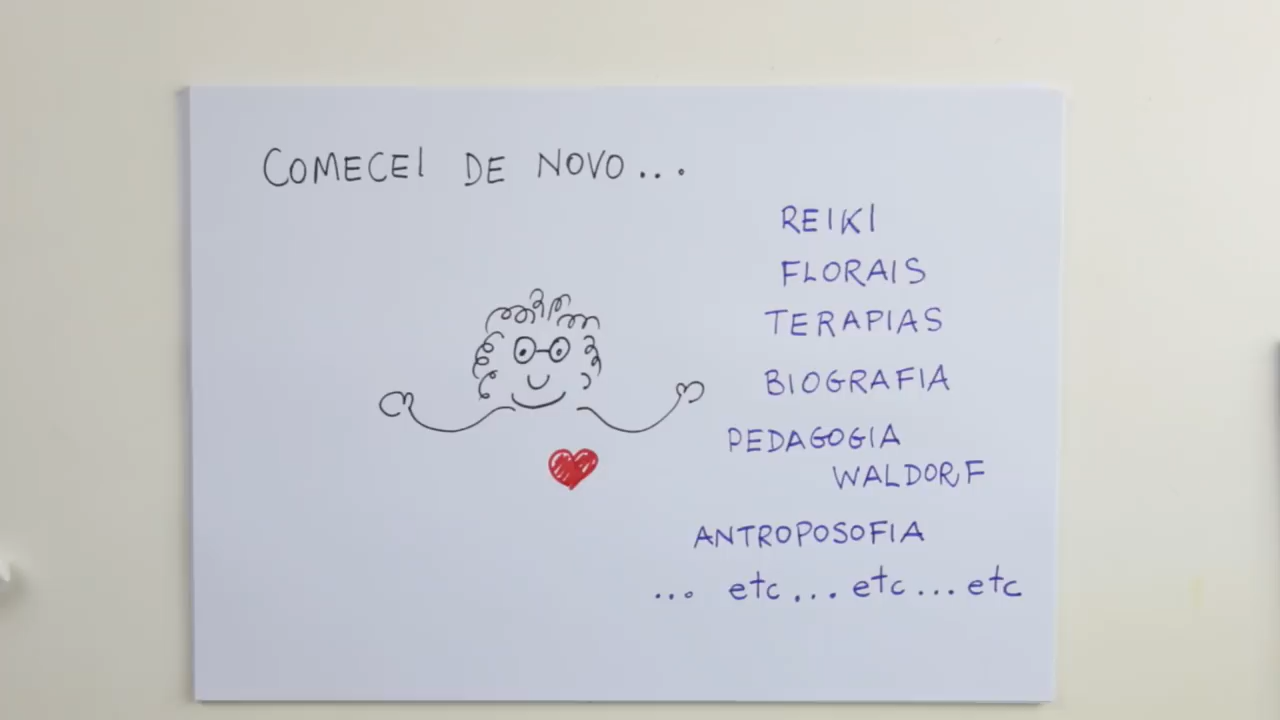 COMECEI DE NOVO...
REIKI
FLORAIS
TERAPIAS
BIOGRAFIA
PEDAGOGIA
WALDORF
ANTROPOSOFIA
... etc... etc... etc